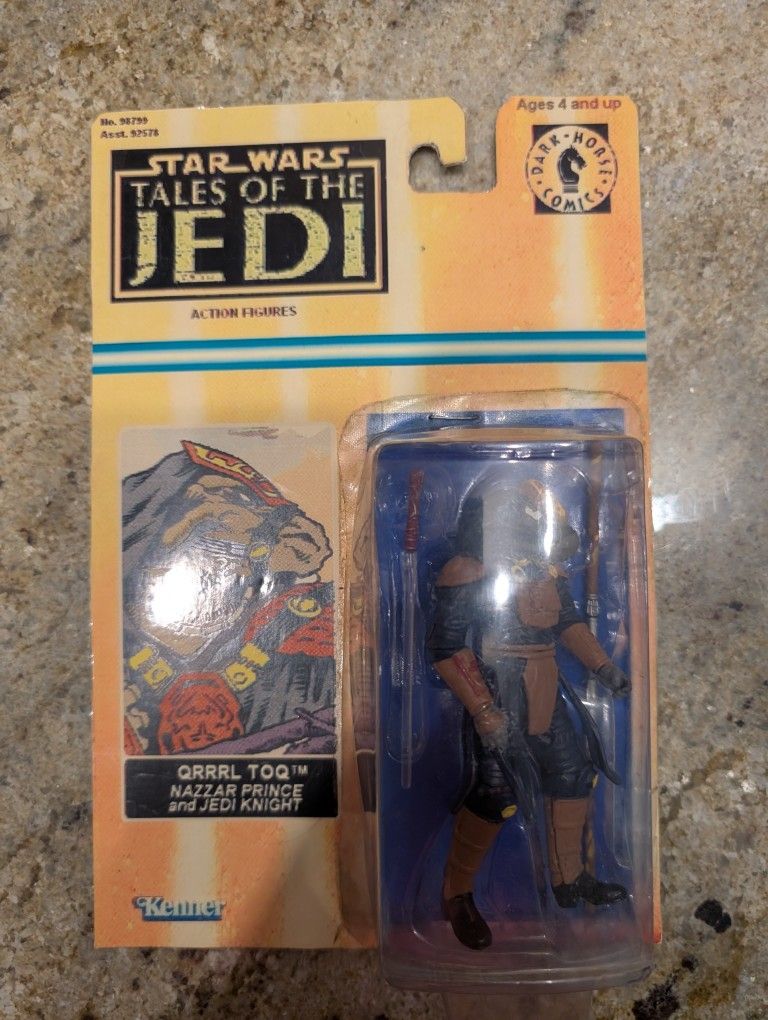 No. 98799
Asst. 92578
Ages 4 and up
STAR WARS
TALES OF THE
JEDI
ACTION FIGURES
DARK·HORSE
COMICS
QRRRL TOQ™
NAZZAR PRINCE
and JEDI KNIGHT
Kenner